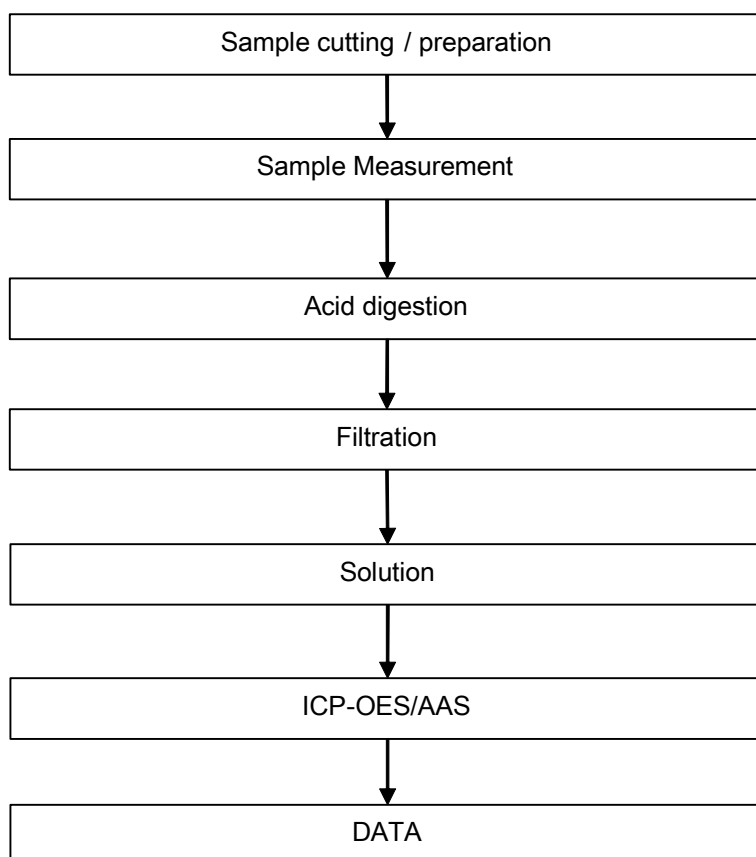 Sample cutting / preparation
Sample Measurement
Acid digestion
Filtration
Solution
ICP-OES/AAS
DATA